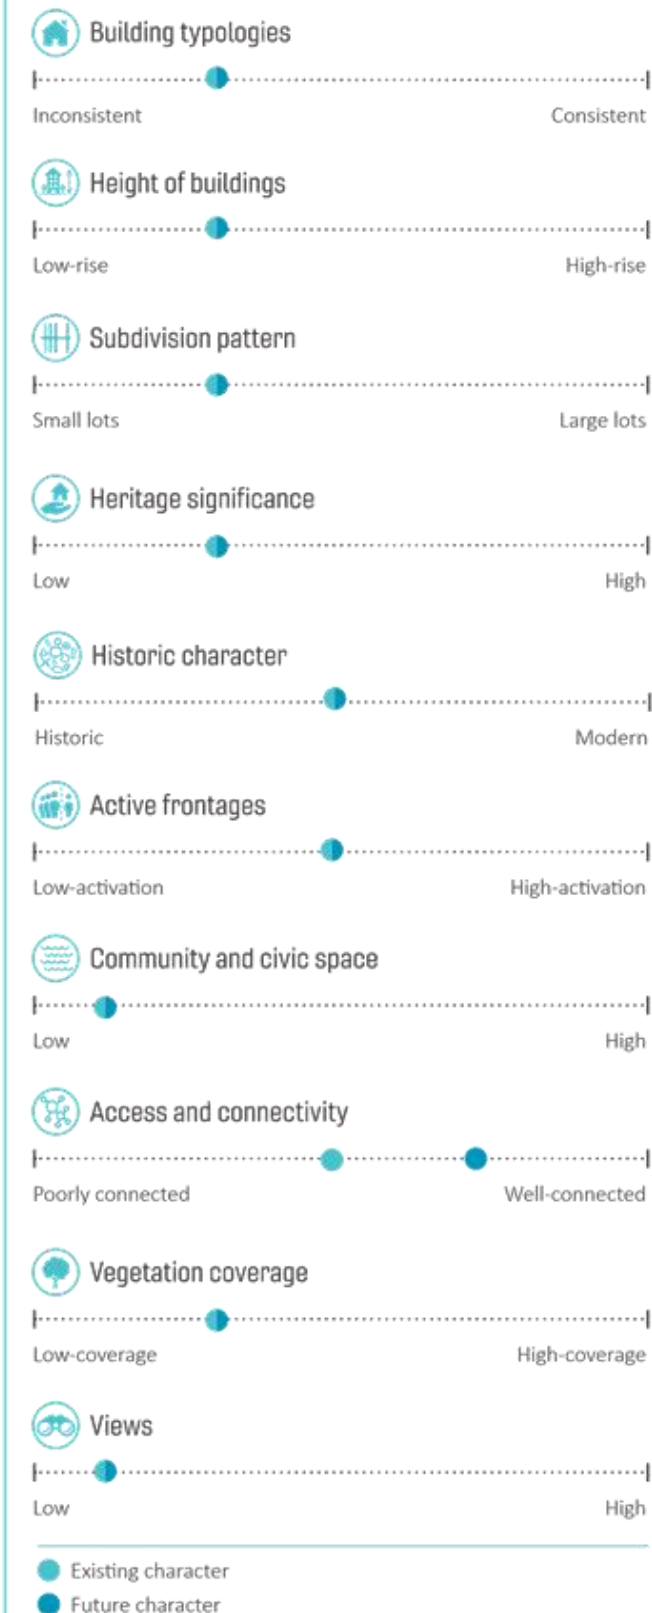 Building typologies
Inconsistent Consistent
Height of buildings
Low-rise High-rise
Subdivision pattern
Small lots Large lots
Heritage significance
Low High
Historic character
Historic Modern
Active frontages
Low-activation High-activation
Community and civic space
Low High
Access and connectivity
Poorly connected Well-connected
Vegetation coverage
Low-coverage High-coverage
Views
Low High
Existing character
Future character